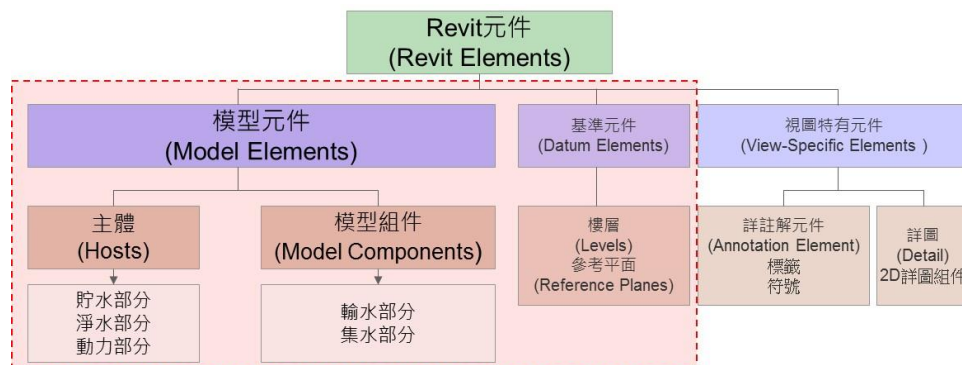 Revit元件
(Revit Elements)
模型元件
(Model Elements)
基準元件
(Datum Elements)
視圖特有元件
(View-Specific Elements )
主體
(Hosts)
模型組件
(Model Components)
樓層
(Levels)
參考平面
(Reference Planes)
詳註解元件
(Annotation Element)
標籤
符號
詳圖
(Detail)
2D詳圖組件
貯水部分
淨水部分
動力部分
輸水部分
集水部分